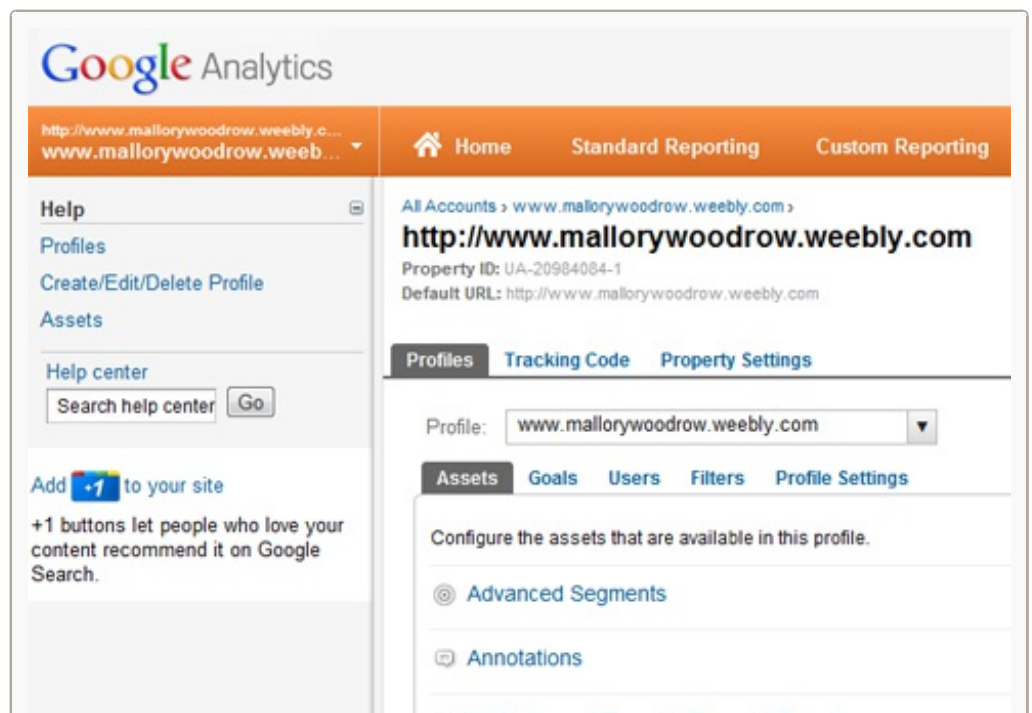 Google Analytics
http://www.mallorywoodrow.weebly.c...
www.mallorywoodrow.weeb...
Home Standard Reporting Custom Reporting
Help
Profiles
Create/Edit/Delete Profile
Assets
Help center
Search help center Go
Add +1 to your site
+1 buttons let people who love your
content recommend it on Google
Search.
All Accounts › www.mallorywoodrow.weebly.com ›
http://www.mallorywoodrow.weebly.com
Property ID: UA-20984084-1
Default URL: http://www.mallorywoodrow.weebly.com
Profiles Tracking Code Property Settings
Profile: www.mallorywoodrow.weebly.com
Assets Goals Users Filters Profile Settings
Configure the assets that are available in this profile.
Advanced Segments
Annotations